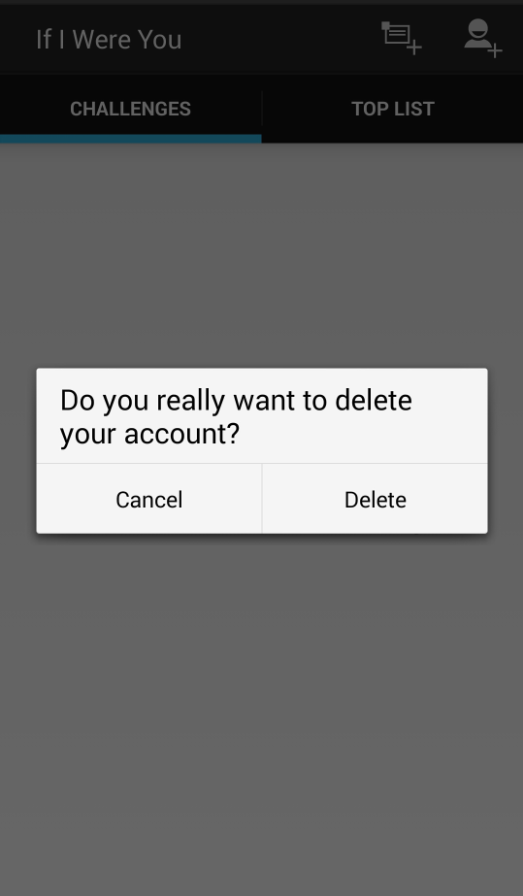 If I Were You
CHALLENGES
TOP LIST
Do you really want to delete
your account?
Cancel
Delete